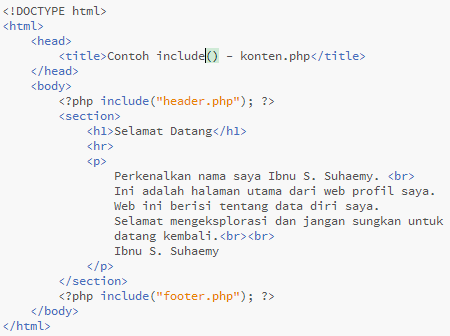 <!DOCTYPE html>
<html>
<head>
<title>Contoh include() - konten.php</title>
</head>
<body>
<?php include("header.php"); ?>
<section>
<h1>Selamat Datang</h1>
<hr>
<p>
Perkenalkan nama saya Ibnu S. Suhaemy. <br>
Ini adalah halaman utama dari web profil saya.
Web ini berisi tentang data diri saya.
Selamat mengeksplorasi dan jangan sungkan untuk
datang kembali.<br><br>
Ibnu S. Suhaemy
</p>
</section>
<?php include("footer.php"); ?>
</body>
</html>